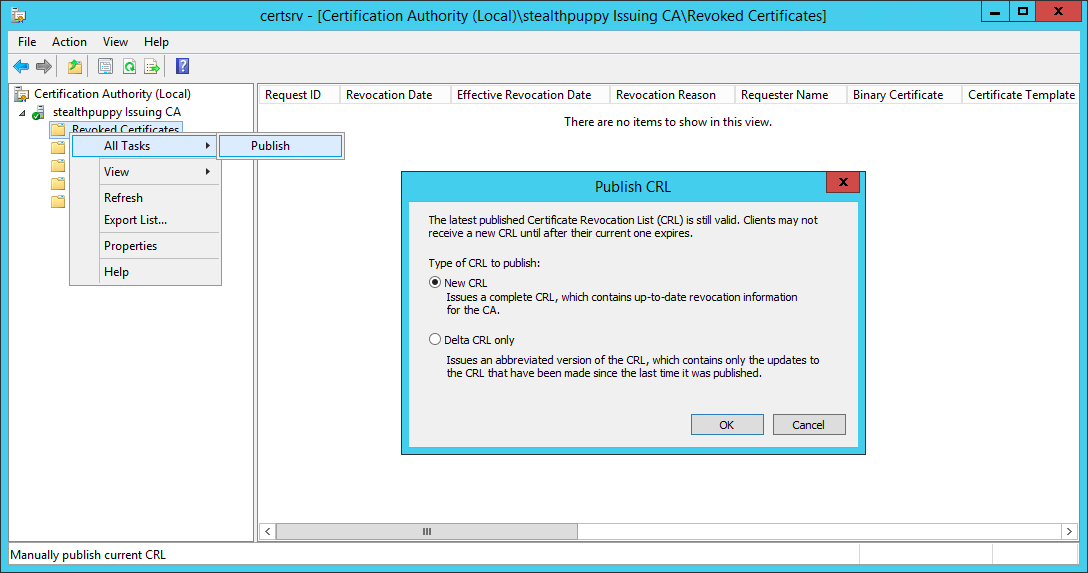 certsrv - [Certification Authority (Local)\stealthpuppy Issuing CA\Revoked Certificates]
File Action View Help
Certification Authority (Local)
stealthpuppy Issuing CA
Revoked Certificates
All Tasks
Publish
View
Refresh
Export List...
Properties
Help
Request ID Revocation Date Effective Revocation Date Revocation Reason Requester Name Binary Certificate Certificate Template
There are no items to show in this view.
Publish CRL
The latest published Certificate Revocation List (CRL) is still valid. Clients may not
receive a new CRL until after their current one expires.
Type of CRL to publish:
New CRL
Issues a complete CRL, which contains up-to-date revocation information
for the CA.
Delta CRL only
Issues an abbreviated version of the CRL, which contains only the updates to
the CRL that have been made since the last time it was published.
OK Cancel
Manually publish current CRL